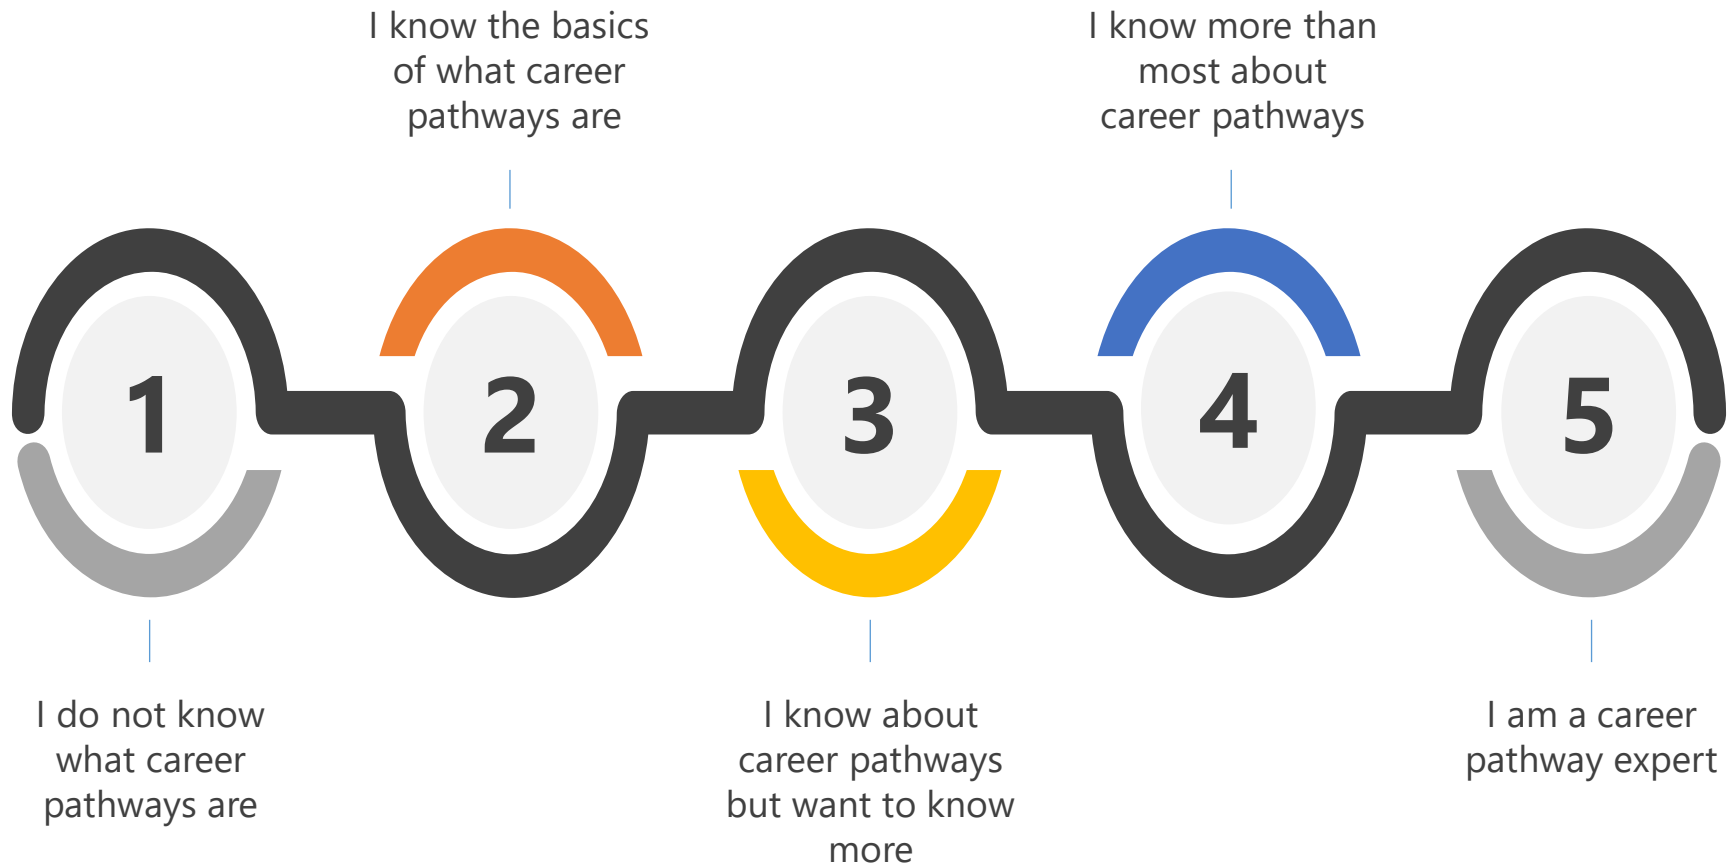 I know the basics
of what career
pathways are
I know more than
most about
career pathways
1
2
3
4
5
I do not know
what career
pathways are
I know about
career pathways
but want to know
more
I am a career
pathway expert